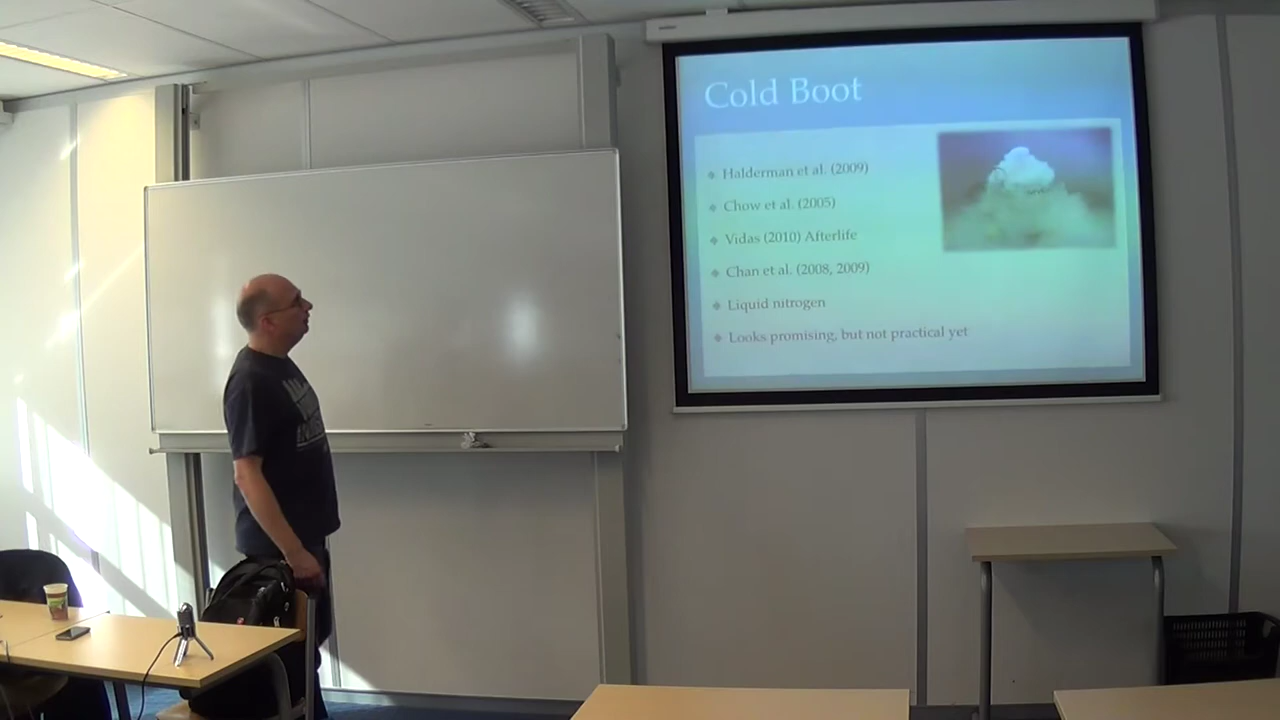 Cold Boot
Halderman et al. (2009)
Chow et al. (2005)
Vidas (2010) Afterlife
Chan et al. (2008, 2009)
Liquid nitrogen
Looks promising, but not practical yet